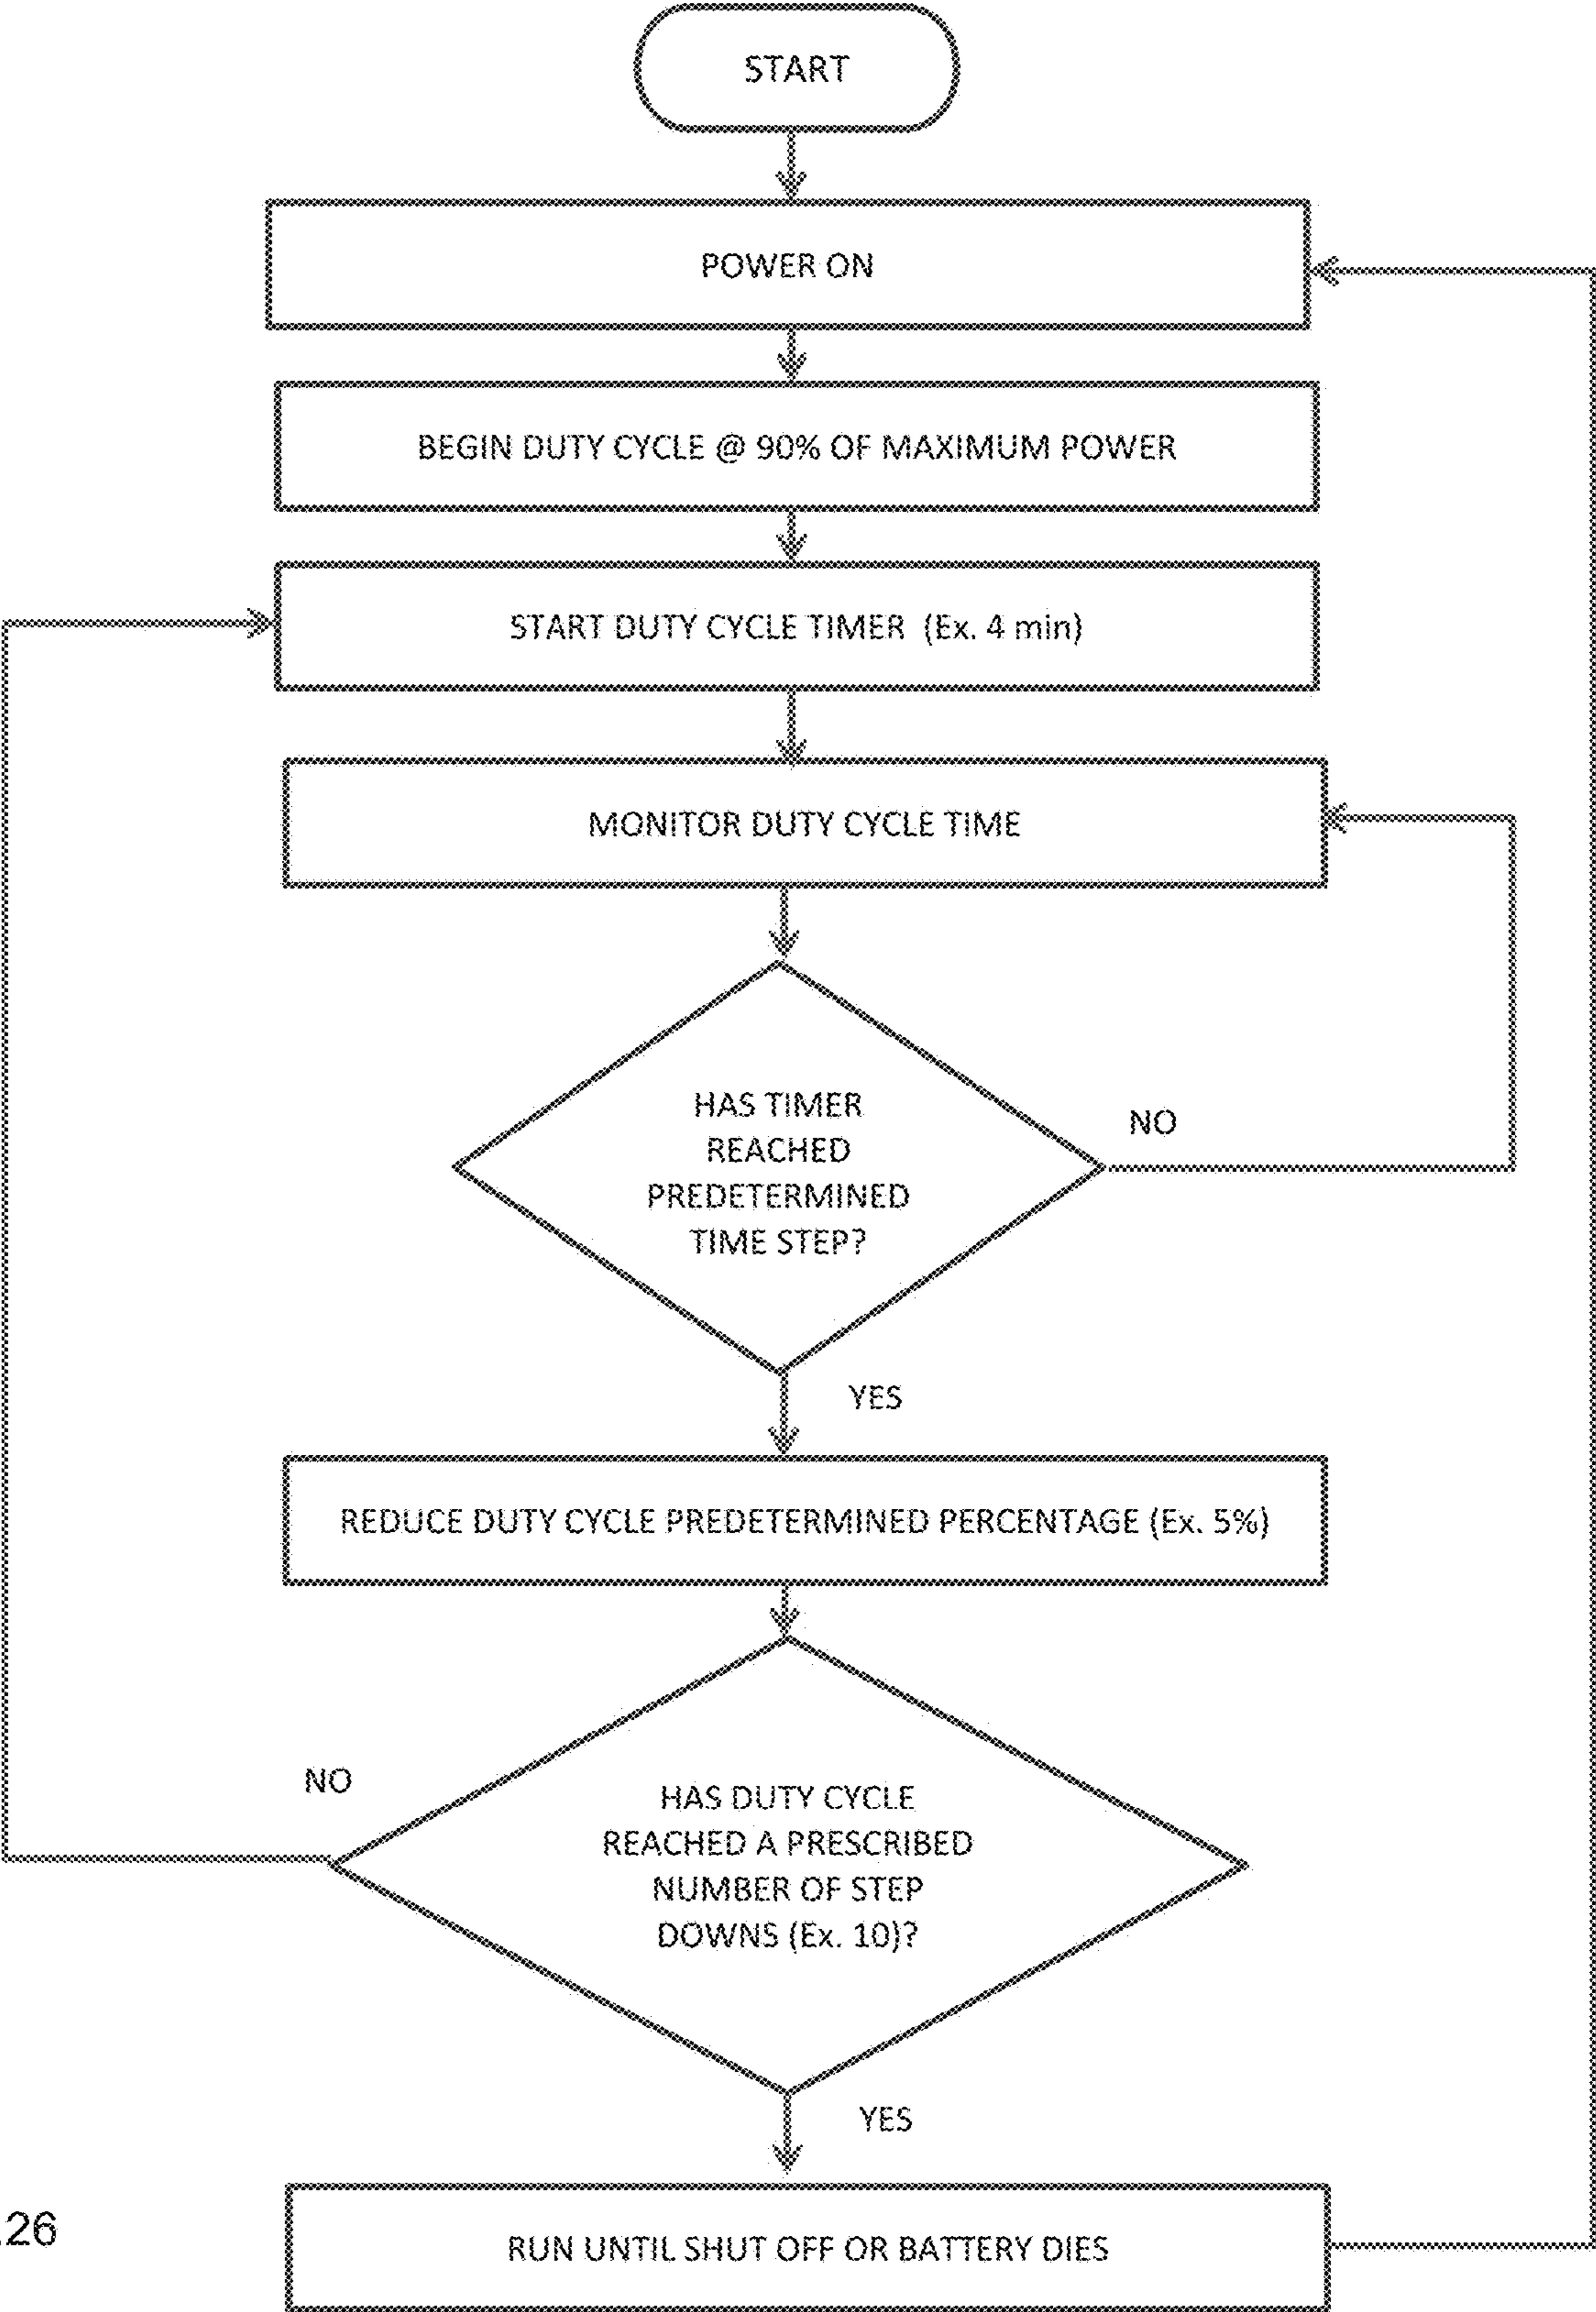 START
POWER ON
BEGIN DUTY CYCLE @ 90% OF MAXIMUM POWER
START DUTY CYCLE TIMER (Ex. 4 min)
MONITOR DUTY CYCLE TIME
HAS TIMER
REACHED
PREDETERMINED
TIME STEP?
NO
YES
REDUCE DUTY CYCLE PREDETERMINED PERCENTAGE (Ex. 5%)
NO
HAS DUTY CYCLE
REACHED A PRESCRIBED
NUMBER OF STEP
DOWNS (Ex. 10)?
YES
RUN UNTIL SHUT OFF OR BATTERY DIES
26